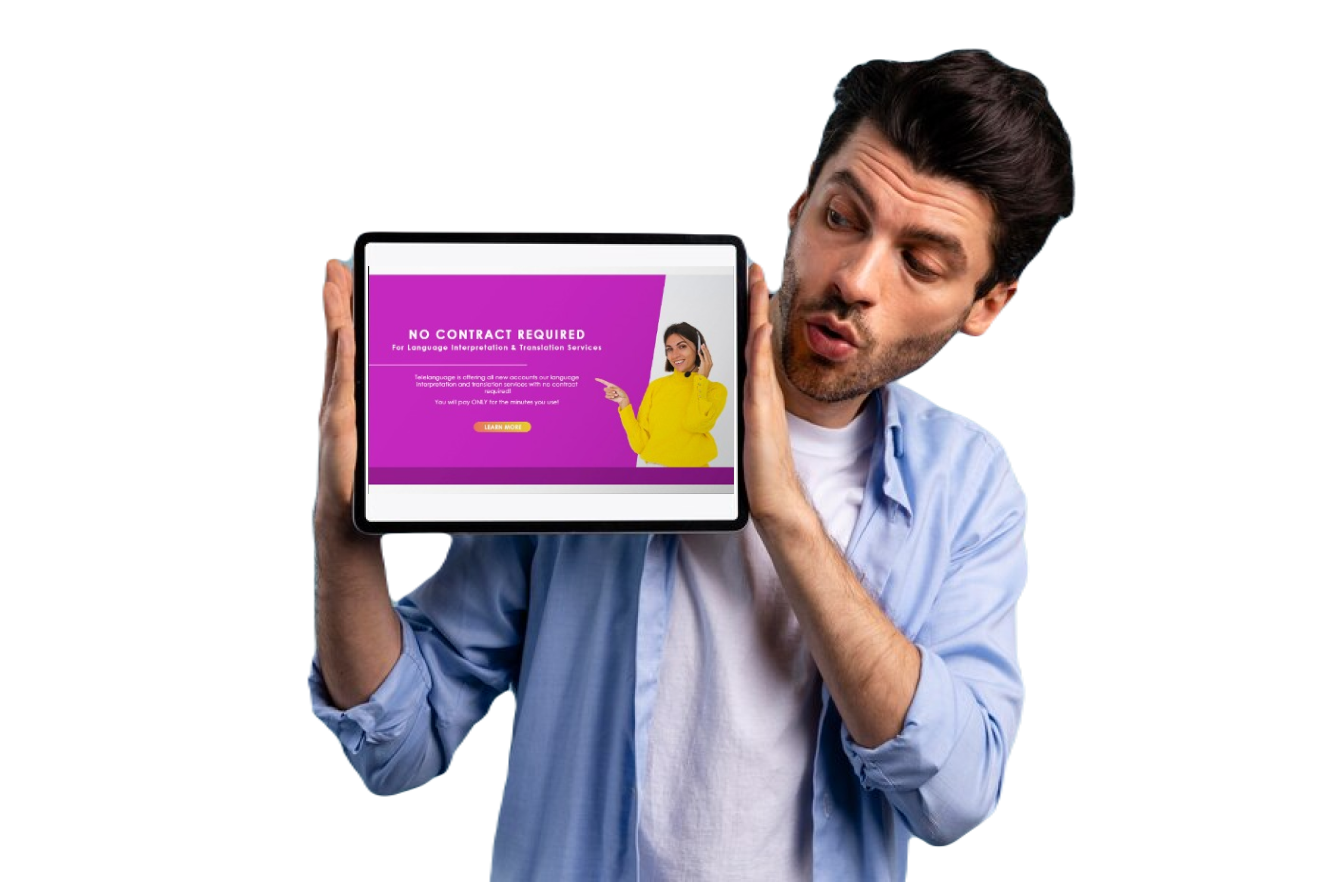 NO CONTRACT REQUIRED
For Language Interpretation & Translation Services
Telelanguage is offering all new accounts our language
interpretation and translation services with no contract
required!
You will pay ONLY for the minutes you use!
LEARN MORE